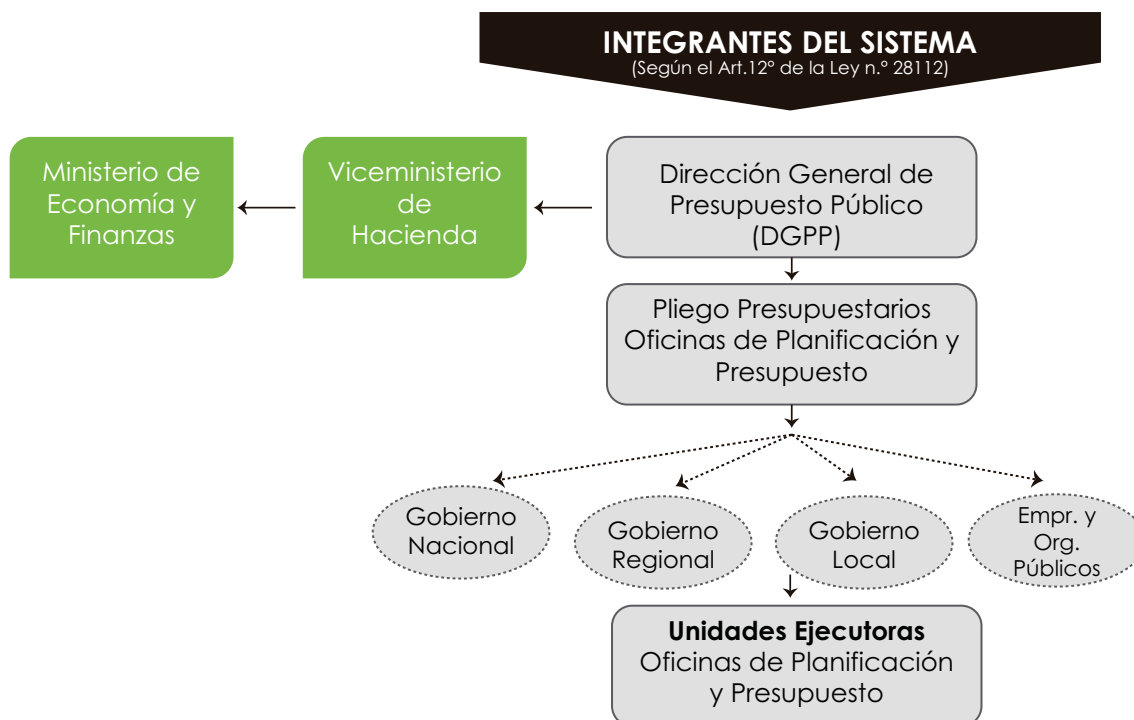 INTEGRANTES DEL SISTEMA
(Según el Art.12° de la Ley n.° 28112)
Ministerio de
Economía y
Finanzas
Viceministerio
de
Hacienda
Dirección General de
Presupuesto Público
(DGPP)
Pliego Presupuestarios
Oficinas de Planificación y
Presupuesto
Gobierno
Nacional
Gobierno
Regional
Gobierno
Local
Empr. y
Org.
Públicos
Unidades Ejecutoras
Oficinas de Planificación
y Presupuesto